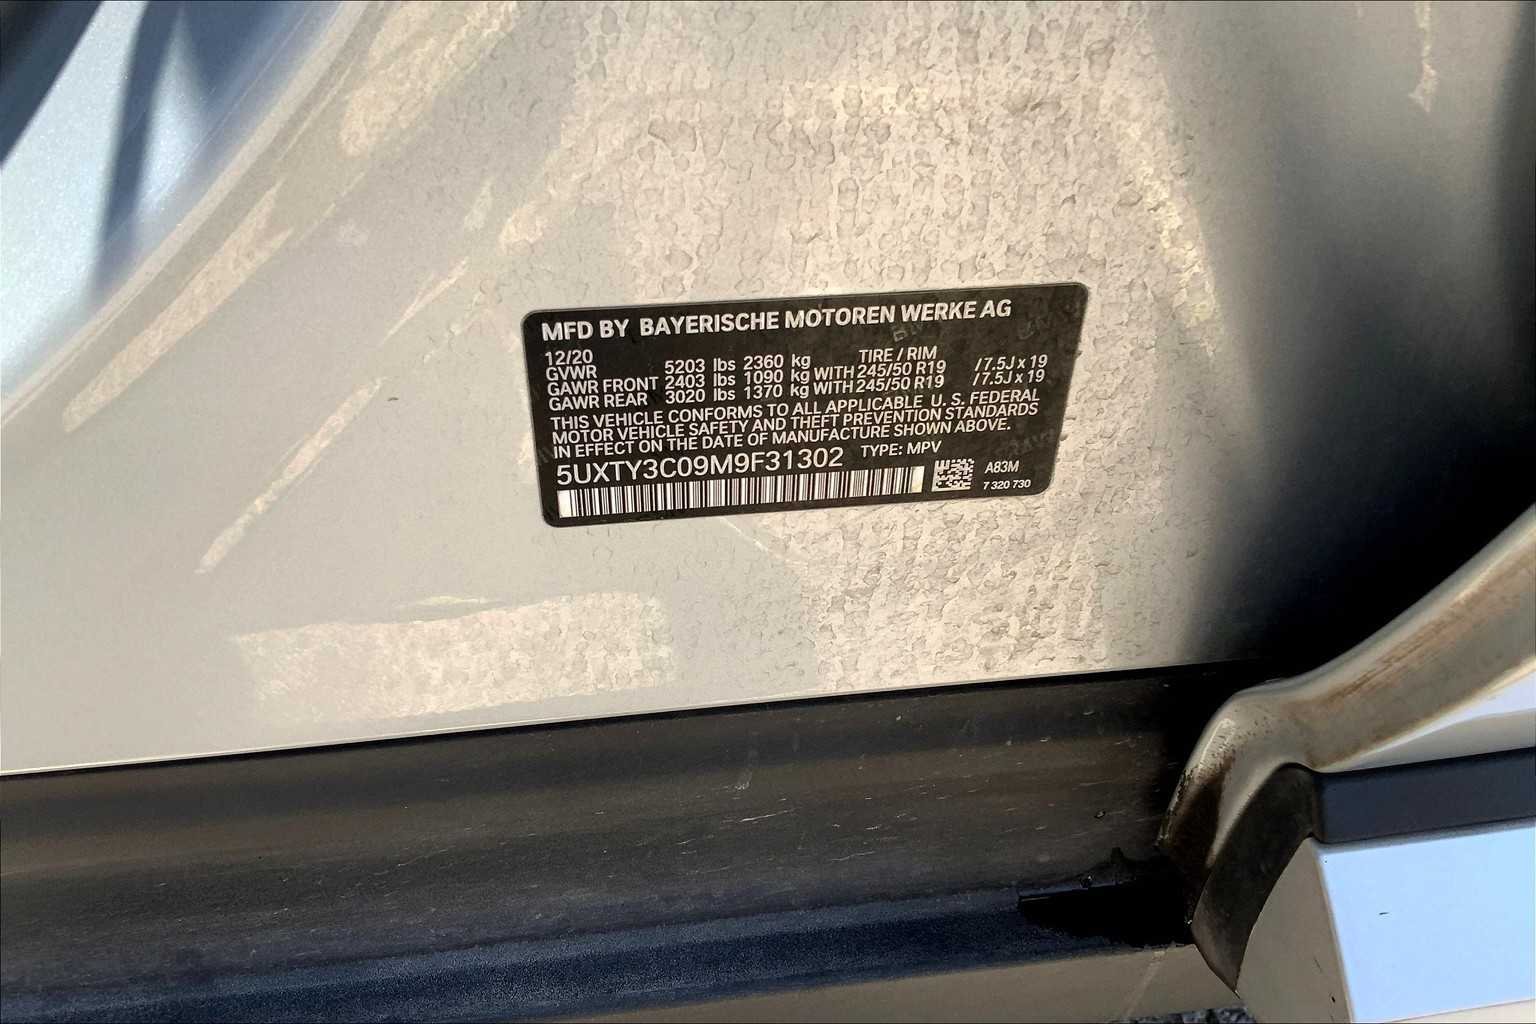 MFD BY BAYERISCHE MOTOREN WERKE AG
12/20 TIRE / RIM
GVWR 5203 lbs 2360 kg
GAWR FRONT 2403 lbs 1090 kg WITH 245/50 R19 / 7.5J x 19
GAWR REAR 3020 lbs 1370 kg WITH 245/50 R19 / 7.5J x 19
THIS VEHICLE CONFORMS TO ALL APPLICABLE U. S. FEDERAL
MOTOR VEHICLE SAFETY AND THEFT PREVENTION STANDARDS
IN EFFECT ON THE DATE OF MANUFACTURE SHOWN ABOVE.
5UXTY3C09M9F31302 TYPE: MPV
A83M
7 320 730